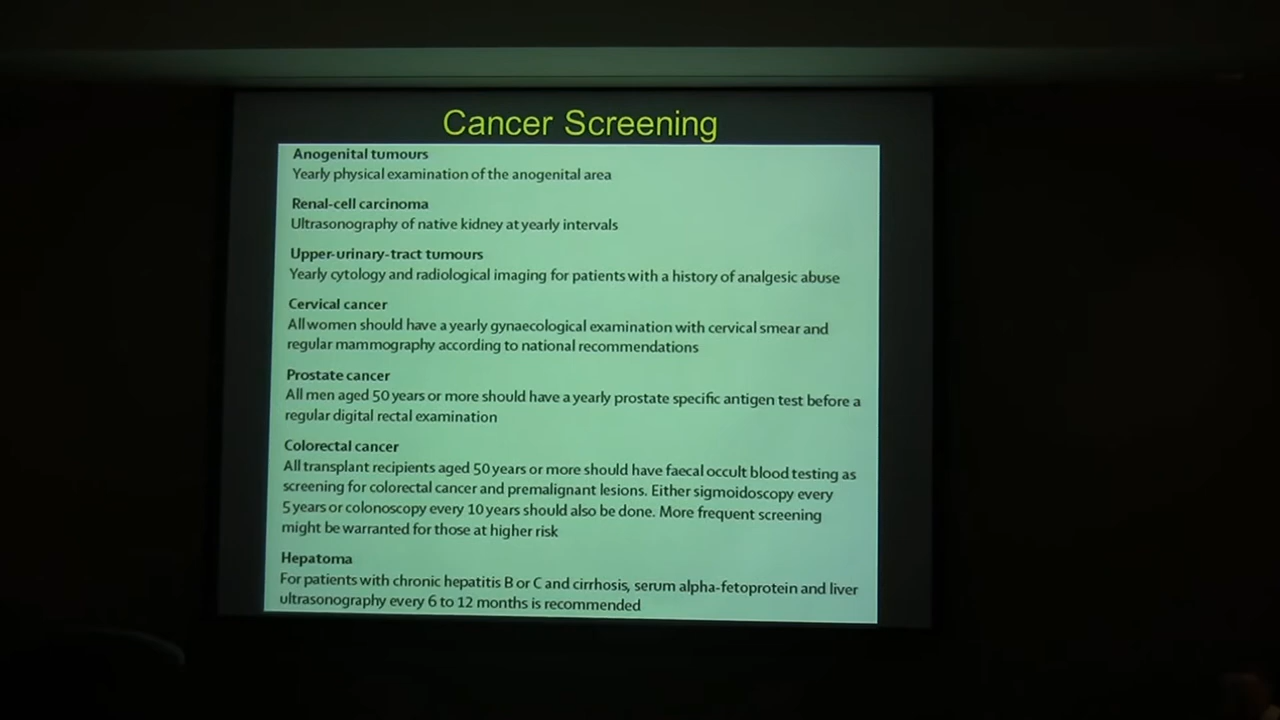 Cancer Screening
Anogenital tumours
Yearly physical examination of the anogenital area
Renal-cell carcinoma
Ultrasonography of native kidney at yearly intervals
Upper-urinary-tract tumours
Yearly cytology and radiological imaging for patients with a history of analgesic abuse
Cervical cancer
All women should have a yearly gynaecological examination with cervical smear and
regular mammography according to national recommendations
Prostate cancer
All men aged 50 years or more should have a yearly prostate specific antigen test before a
regular digital rectal examination
Colorectal cancer
All transplant recipients aged 50 years or more should have faecal occult blood testing as
screening for colorectal cancer and premalignant lesions. Either sigmoidoscopy every
5 years or colonoscopy every 10 years should also be done. More frequent screening
might be warranted for those at higher risk
Hepatoma
For patients with chronic hepatitis B or C and cirrhosis, serum alpha-fetoprotein and liver
ultrasonography every 6 to 12 months is recommended